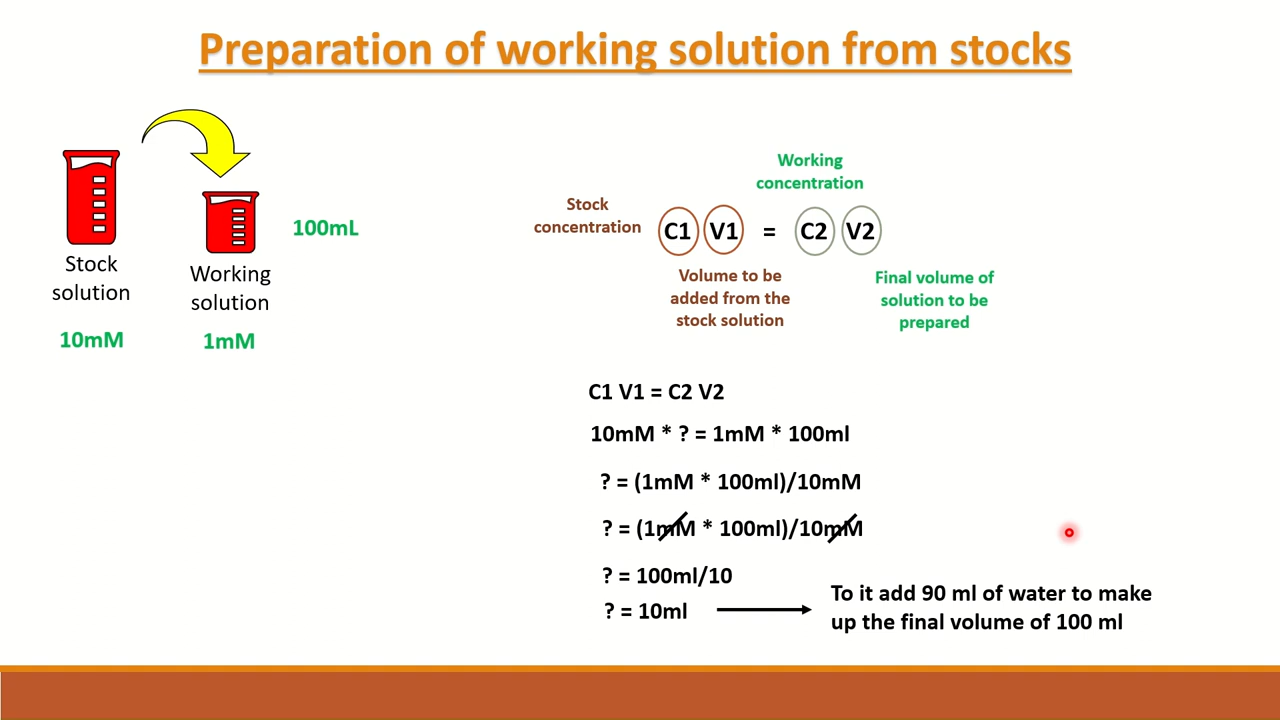 Preparation of working solution from stocks
Stock
solution
10mM
Working
solution
1mM
100mL
Stock
concentration
Working
concentration
C1 V1 = C2 V2
Volume to be
added from the
stock solution
Final volume of
solution to be
prepared
C1 V1 = C2 V2
10mM * ? = 1mM * 100ml
? = (1mM * 100ml)/10mM
? = (1mM * 100ml)/10mM
? = 100ml/10
? = 10ml
To it add 90 ml of water to make
up the final volume of 100 ml